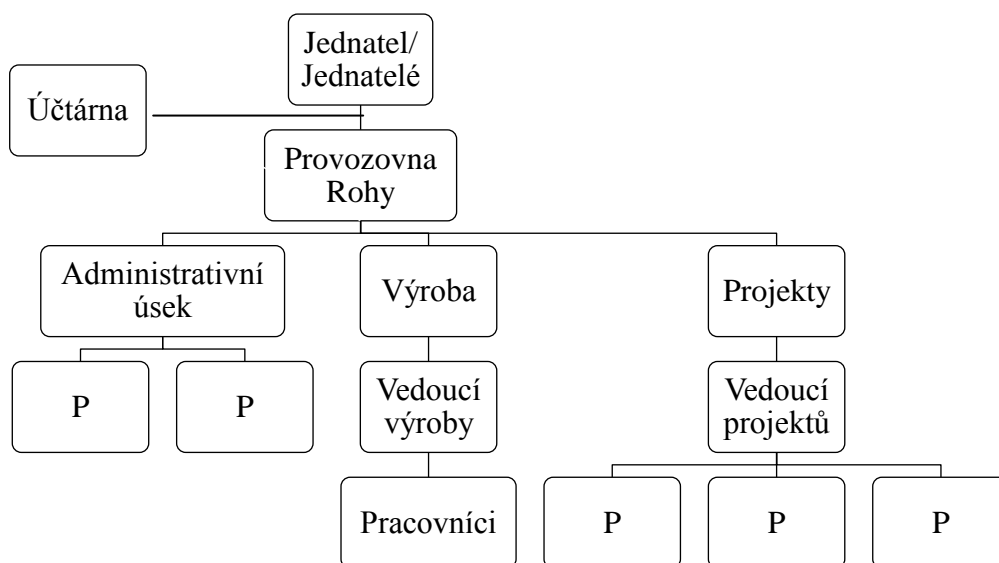 Jednatel/
Jednatelé
Účtárna
Provozovna
Rohy
Administrativní
úsek
Výroba
Projekty
P
P
Vedoucí
výroby
Vedoucí
projektů
Pracovníci
P
P
P